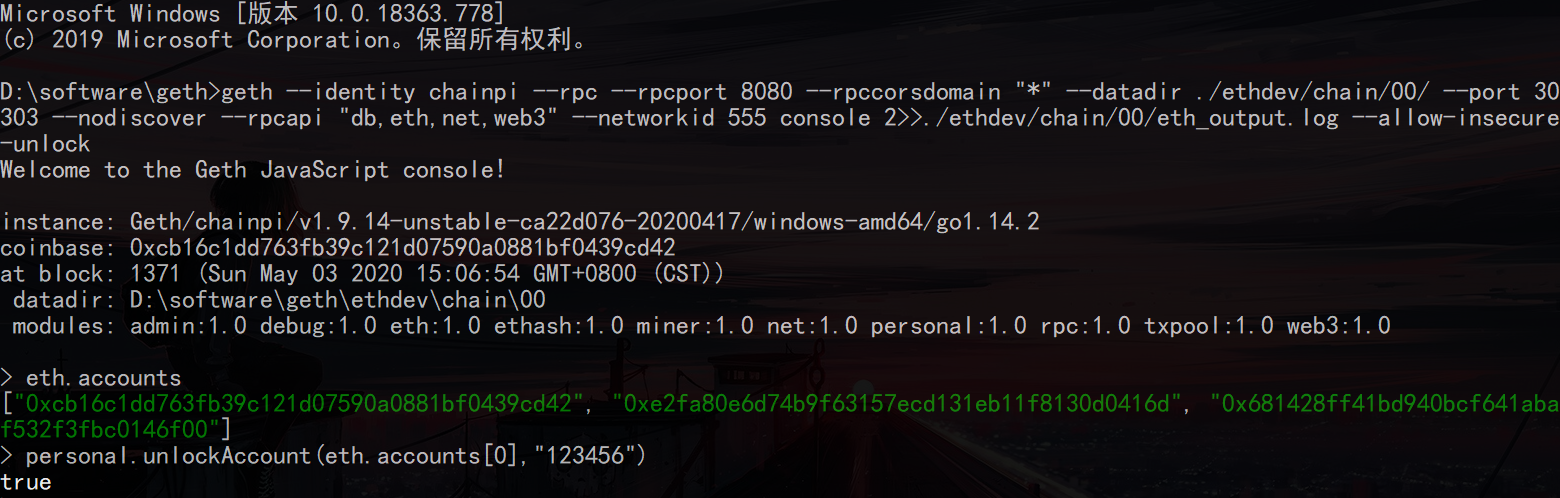 Microsoft Windows [版本 10.0.18363.778]
(c) 2019 Microsoft Corporation。保留所有权利。
D:\software\geth>geth --identity chainpi --rpc --rpcport 8080 --rpccorsdomain "*" --datadir ./ethdev/chain/00/ --port 30
303 --nodiscover --rpcapi "db,eth,net,web3" --networkid 555 console 2>>./ethdev/chain/00/eth_output.log --allow-insecure
-unlock
Welcome to the Geth JavaScript console!
instance: Geth/chainpi/v1.9.14-unstable-ca22d076-20200417/windows-amd64/go1.14.2
coinbase: 0xcb16c1dd763fb39c121d07590a0881bf0439cd42
at block: 1371 (Sun May 03 2020 15:06:54 GMT+0800 (CST))
 datadir: D:\software\geth\ethdev\chain\00
 modules: admin:1.0 debug:1.0 eth:1.0 ethash:1.0 miner:1.0 net:1.0 personal:1.0 rpc:1.0 txpool:1.0 web3:1.0
> eth.accounts
["0xcb16c1dd763fb39c121d07590a0881bf0439cd42", "0xe2fa80e6d74b9f63157ecd131eb11f8130d0416d", "0x681428ff41bd940bcf641aba
f532f3fbc0146f00"]
> personal.unlockAccount(eth.accounts[0],"123456")
true